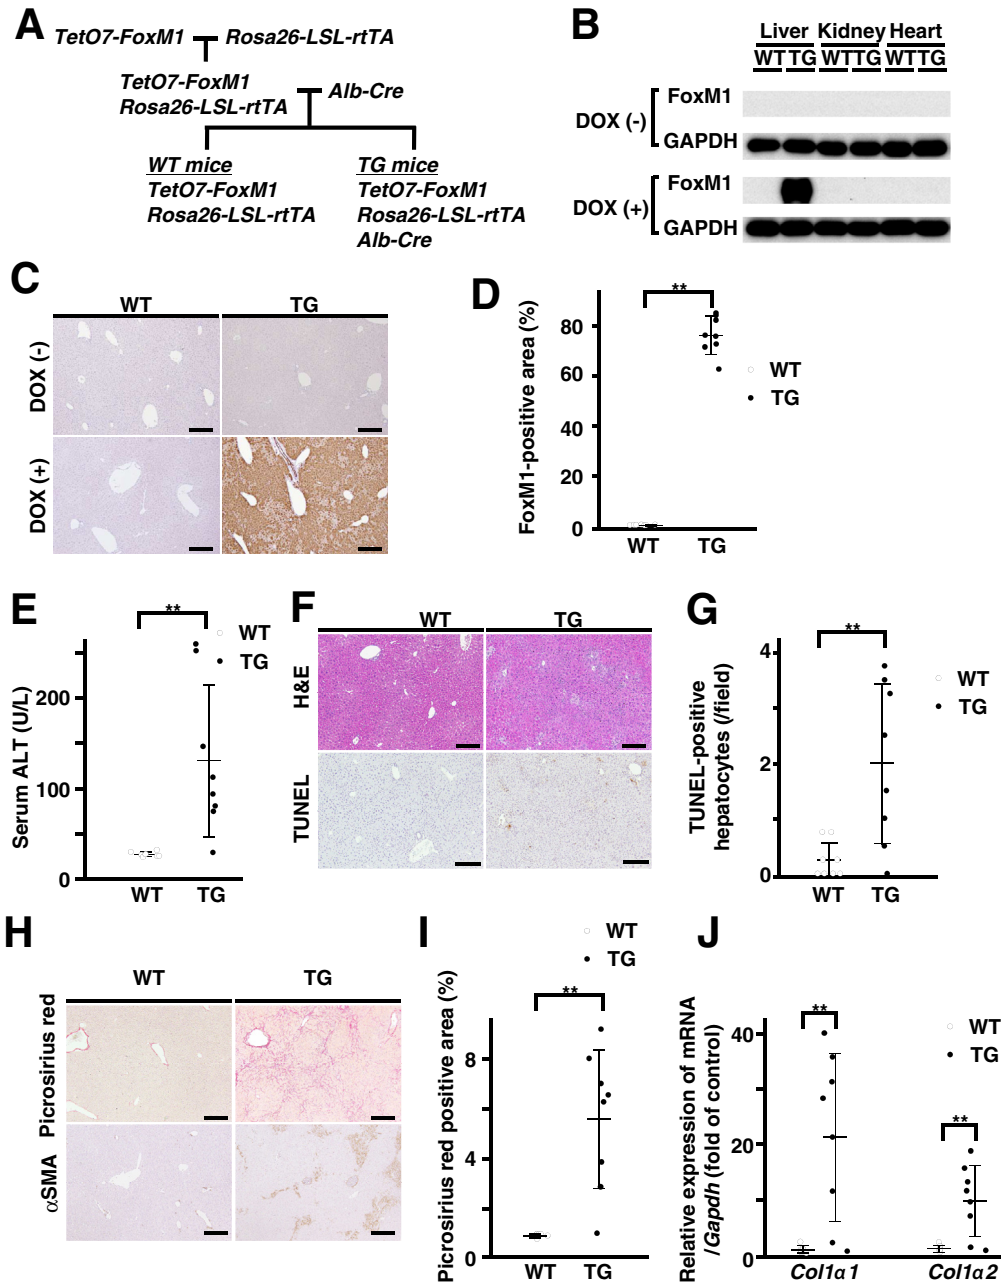 A
TetO7-FoxM1 Rosa26-LSL-rtTA
TetO7-FoxM1
Rosa26-LSL-rtTA Alb-Cre
WT mice
TetO7-FoxM1
Rosa26-LSL-rtTA
TG mice
TetO7-FoxM1
Rosa26-LSL-rtTA
Alb-Cre
B
Liver Kidney Heart
WT TG WT TG WT TG
DOX (-)
FoxM1
GAPDH
DOX (+)
FoxM1
GAPDH
C
WT TG
DOX (-)
DOX (+)
D
FoxM1-positive area (%)
80
60
40
20
0
**
WT TG
WT
TG
E
Serum ALT (U/L)
200
100
0
**
WT TG
WT
TG
F
WT TG
H&E
TUNEL
G
TUNEL-positive
hepatocytes (/field)
4
2
0
**
WT TG
WT
TG
H
WT TG
Picrosirius red
αSMA
I
WT
TG
Picrosirius red positive area (%)
8
4
0
**
WT TG
J
Relative expression of mRNA
/Gapdh (fold of control)
40
20
0
**
**
WT
TG
Col1α1 Col1α2